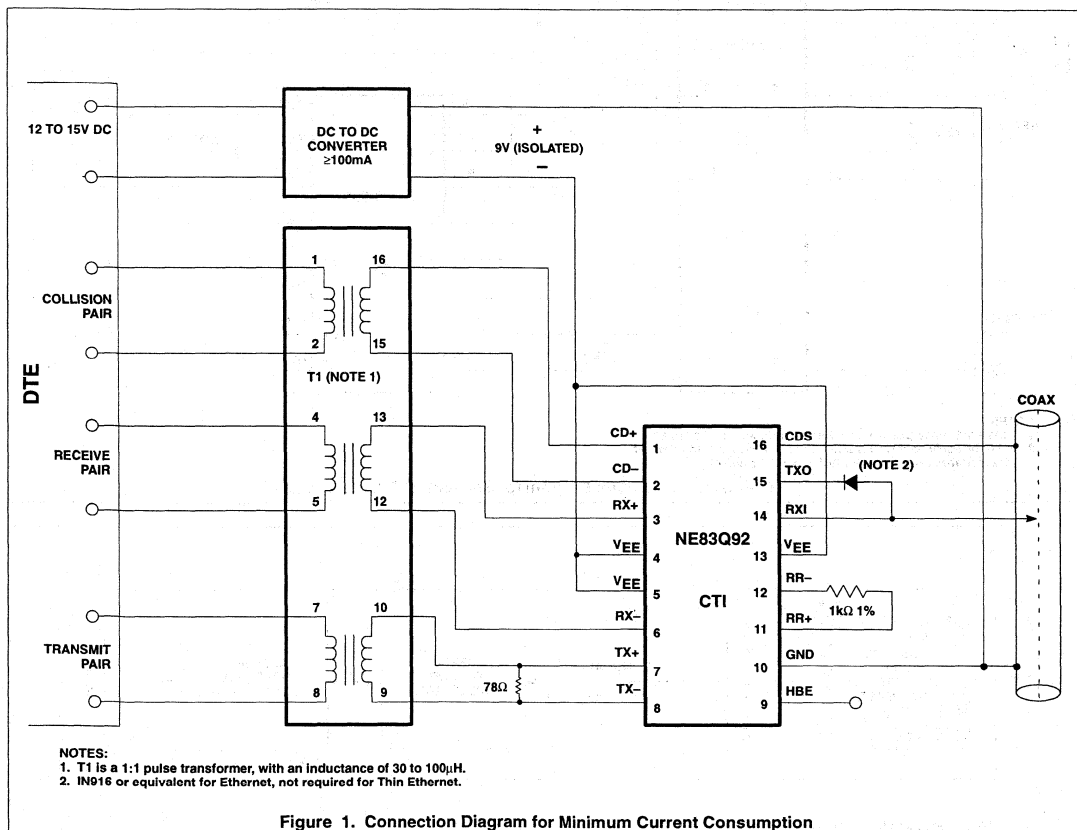 12 TO 15V DC
DC TO DC
CONVERTER
≥100mA
+
9V (ISOLATED)
–
DTE
COLLISION
PAIR
1
16
2
15
T1 (NOTE 1)
RECEIVE
PAIR
4
13
5
12
TRANSMIT
PAIR
7
10
8
9
78Ω
CD+
1
CD–
2
RX+
3
VEE
4
VEE
5
RX–
6
TX+
7
TX–
8
NE83Q92
CTI
16
CDS
15
TXO
(NOTE 2)
14
RXI
13
VEE
12
RR–
1kΩ 1%
11
RR+
10
GND
9
HBE
COAX
NOTES:
1. T1 is a 1:1 pulse transformer, with an inductance of 30 to 100µH.
2. IN916 or equivalent for Ethernet, not required for Thin Ethernet.
Figure 1. Connection Diagram for Minimum Current Consumption